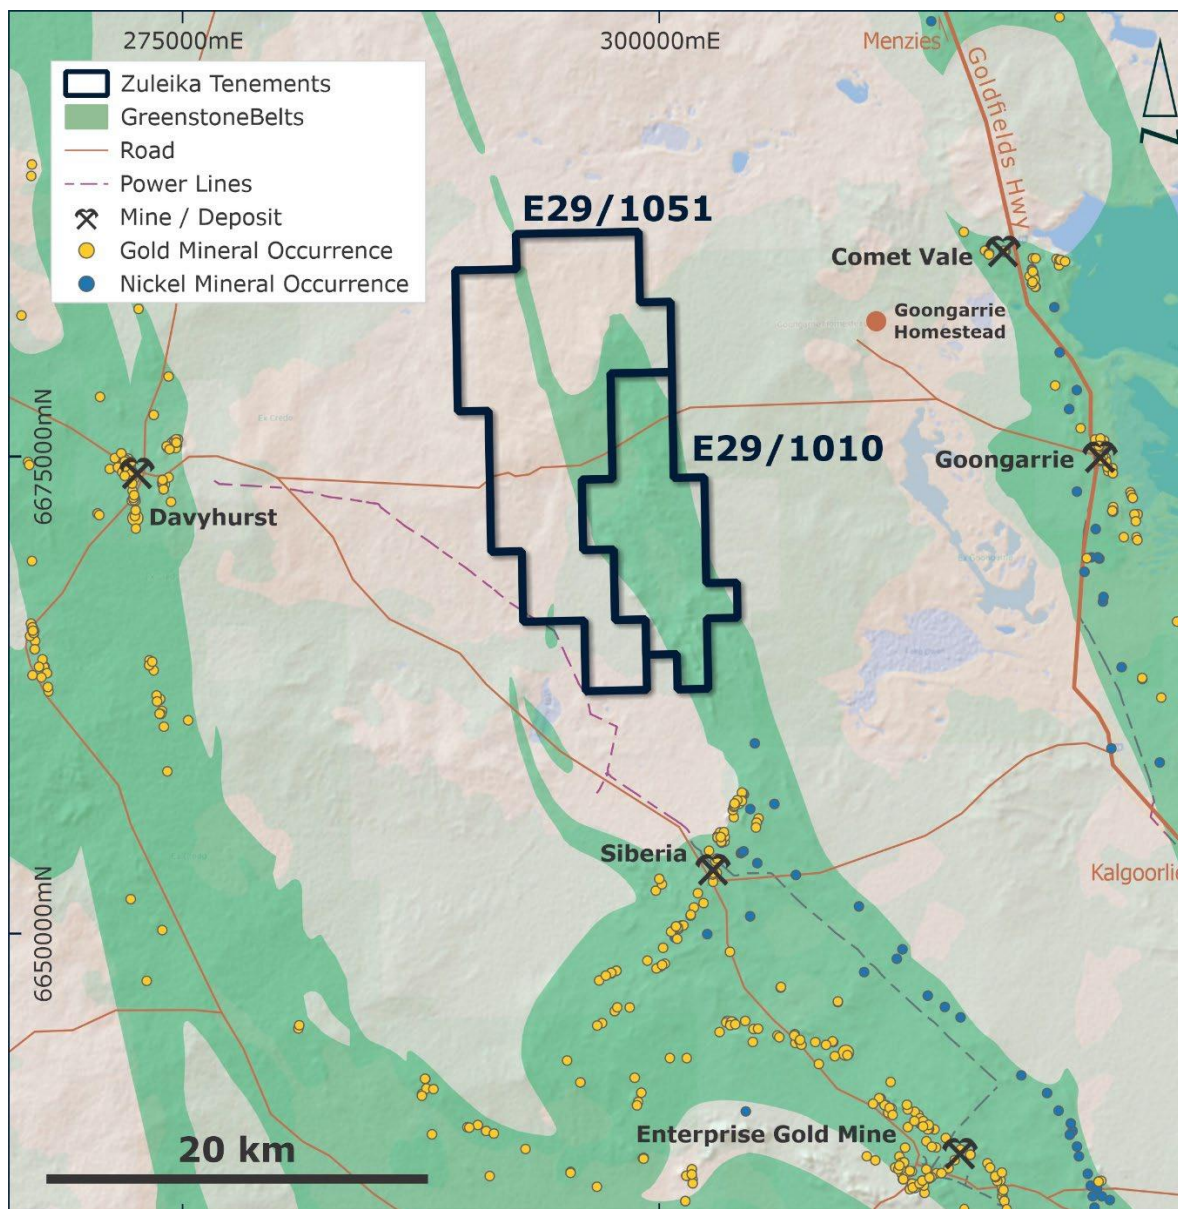 275000mE
300000mE
Menzies
Goldfields Hwy
Zuleika Tenements
GreenstoneBelts
Road
Power Lines
Mine / Deposit
Gold Mineral Occurrence
Nickel Mineral Occurrence
E29/1051
Comet Vale
Goongarrie
Homestead
6675000mN
E29/1010
Goongarrie
Davyhurst
Siberia
Kalgoorlie
6650000mN
Enterprise Gold Mine
20 km